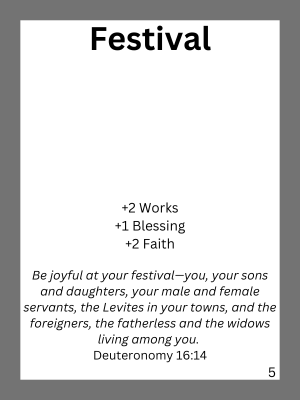 Festival
+2 Works
+1 Blessing
+2 Faith
Be joyful at your festival—you, your sons
and daughters, your male and female
servants, the Levites in your towns, and the
foreigners, the fatherless and the widows
living among you.
Deuteronomy 16:14
5